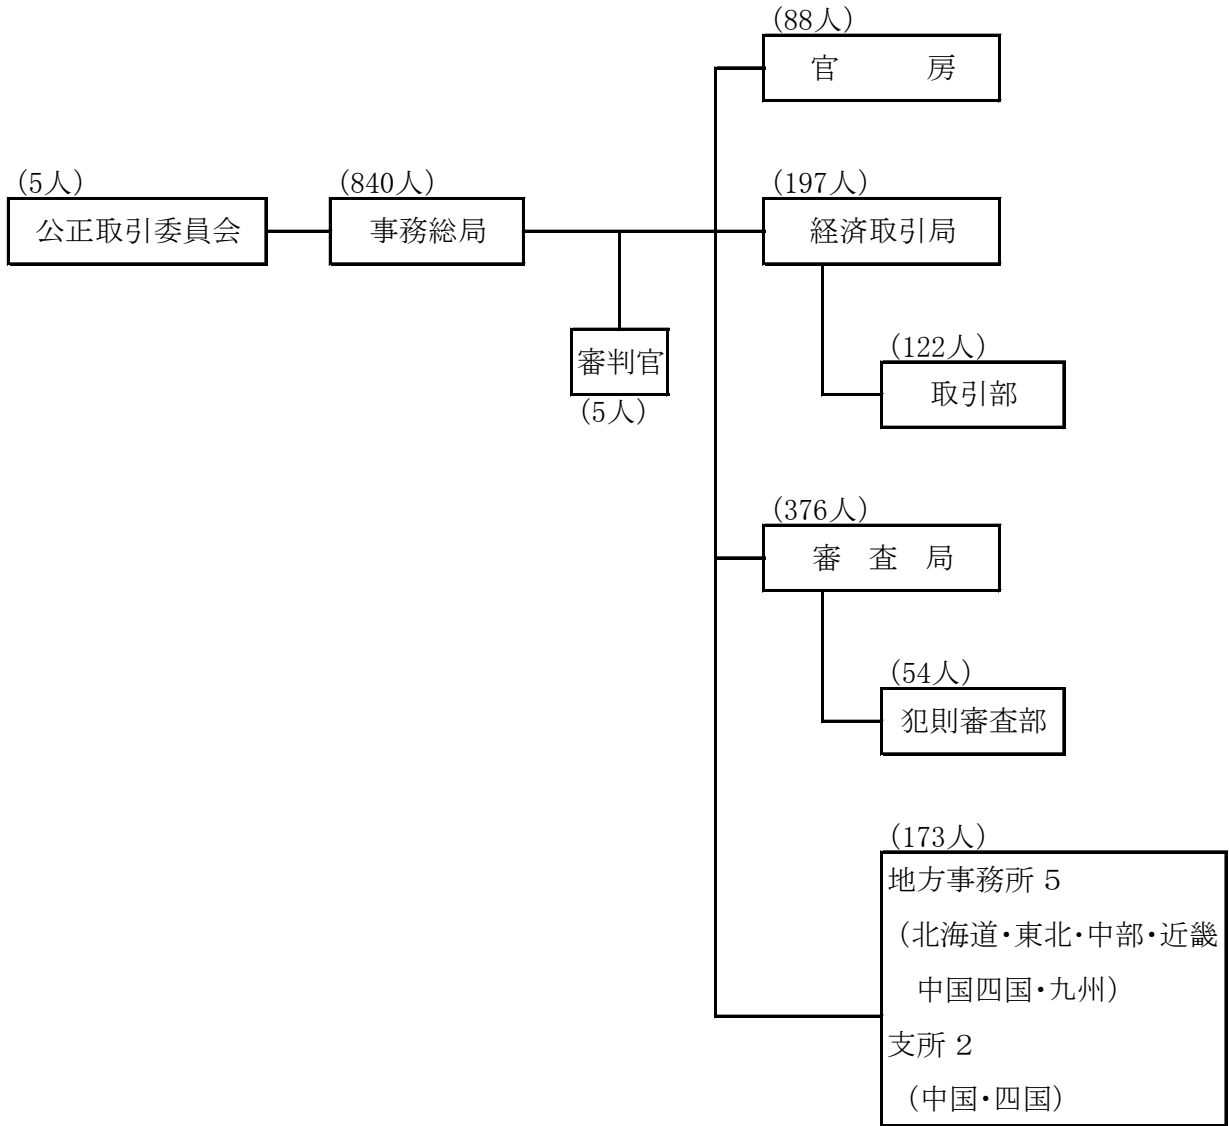 (88人)
官　　房
(5人)
公正取引委員会
(840人)
事務総局
(197人)
経済取引局
審判官
(5人)
(122人)
取引部
(376人)
審　査　局
(54人)
犯則審査部
(173人)
地方事務所５
（北海道・東北・中部・近畿
中国四国・九州）
支所２
（中国・四国）